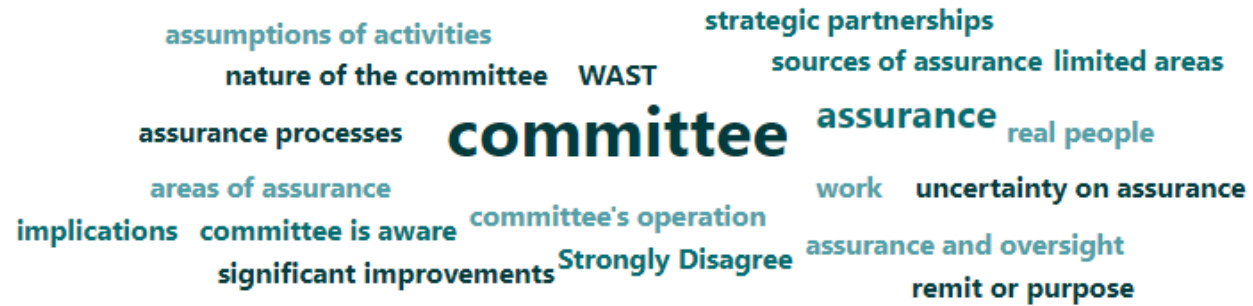 strategic partnerships
assumptions of activities
sources of assurance limited areas
nature of the committee WAST
assurance
assurance processes committee real people
areas of assurance work uncertainty on assurance
committee's operation
implications committee is aware
assurance and oversight
Strongly Disagree
significant improvements
remit or purpose